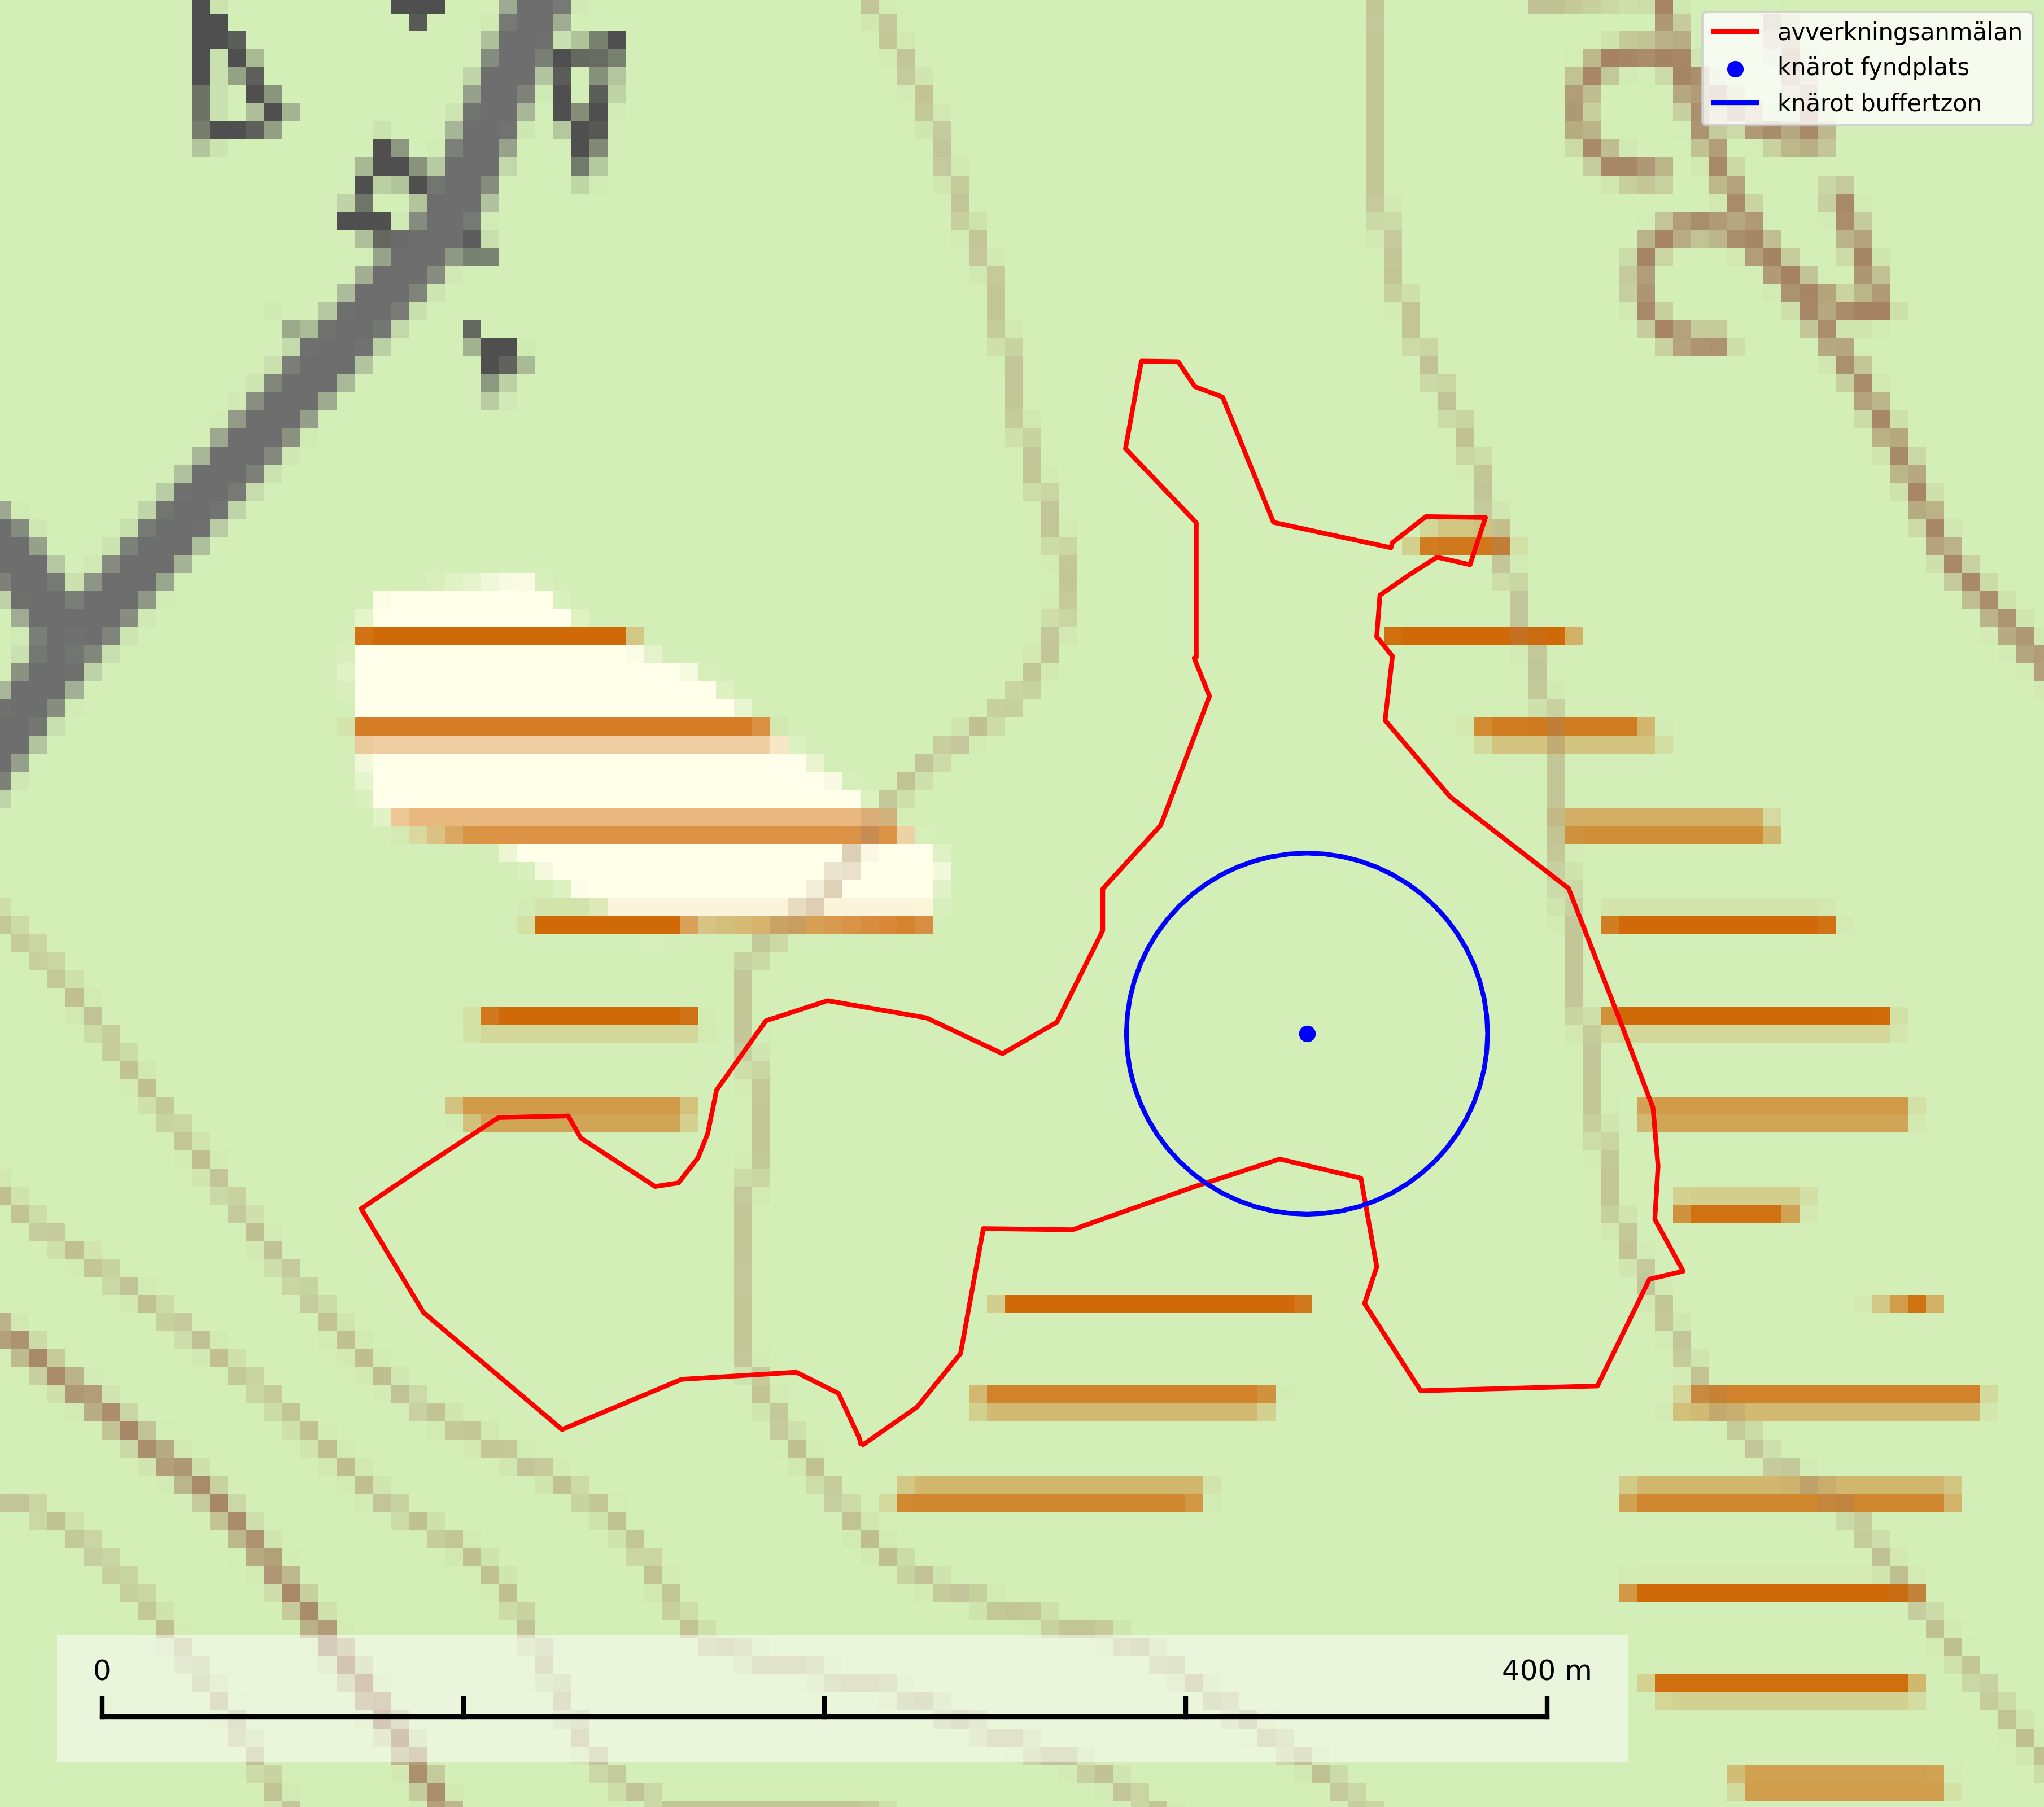 avverkningsanmälan
knärot fyndplats
knärot buffertzon
0
400 m